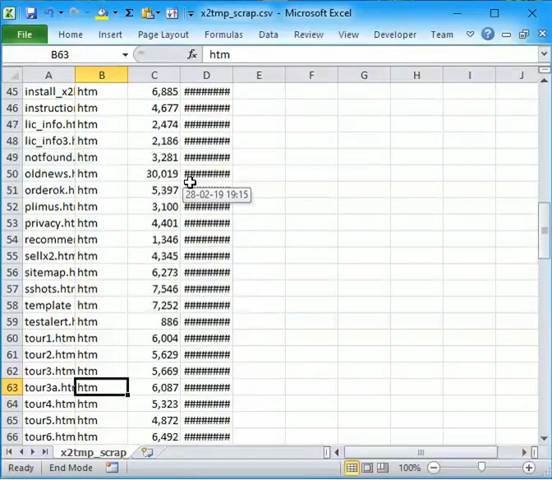 x2tmp_scrap.csv - Microsoft Excel
File Home Insert Page Layout Formulas Data Review View Developer
B63 fx htm
A B C D E F G H I J
45 install_x2 htm 6,885 ########
46 instruction htm 4,677 ########
47 lic_info.ht htm 2,474 ########
48 lic_info3.h htm 2,186 ########
49 notfound. htm 3,281 ########
50 oldnews.h htm 30,019 ########
51 orderok.h htm 5,397 ########
28-02-19 19:15
52 plimus.htr htm 3,100 ########
53 privacy.ht htm 4,401 ########
54 recommer htm 1,346 ########
55 sellx2.htm htm 4,345 ########
56 sitemap.h htm 6,273 ########
57 sshots.htr htm 7,546 ########
58 template htm 7,252 ########
59 testalert.h htm 886 ########
60 tour1.htm htm 6,004 ########
61 tour2.htm htm 5,629 ########
62 tour3.htm htm 5,669 ########
63 tour3a.ht htm 6,087 ########
64 tour4.htm htm 5,323 ########
65 tour5.htm htm 4,872 ########
66 tour6.htm htm 6,492 ########
x2tmp_scrap
Ready End Mode 100%